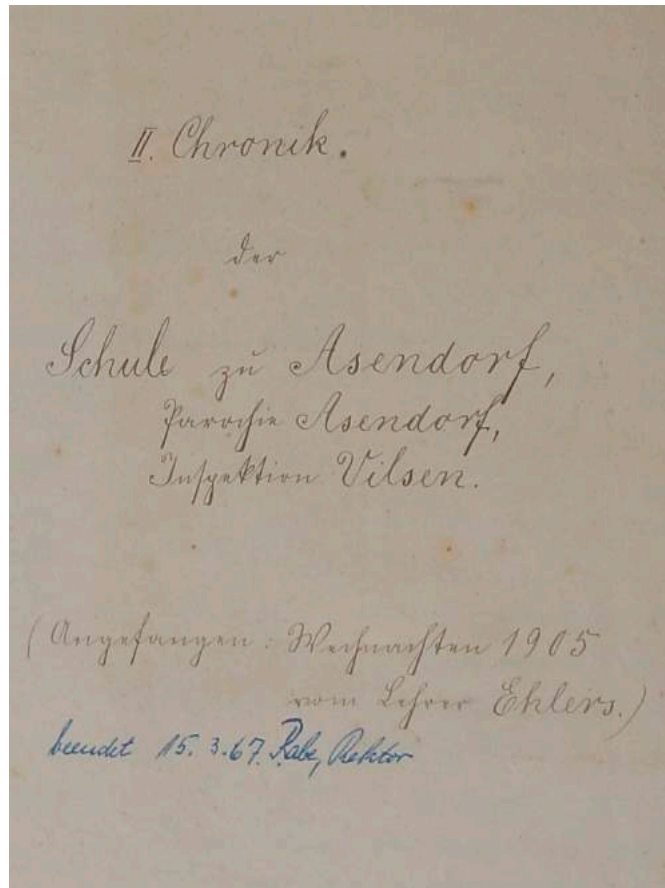 II. Chronik.
der
Schule zu Asendorf,
Parochie Asendorf,
Inspektion Vilsen.
(Angefangen: Weihnachten 1905
vom Lehrer Ehlers.)
beendet 15.3.67. Rabe, Rektor